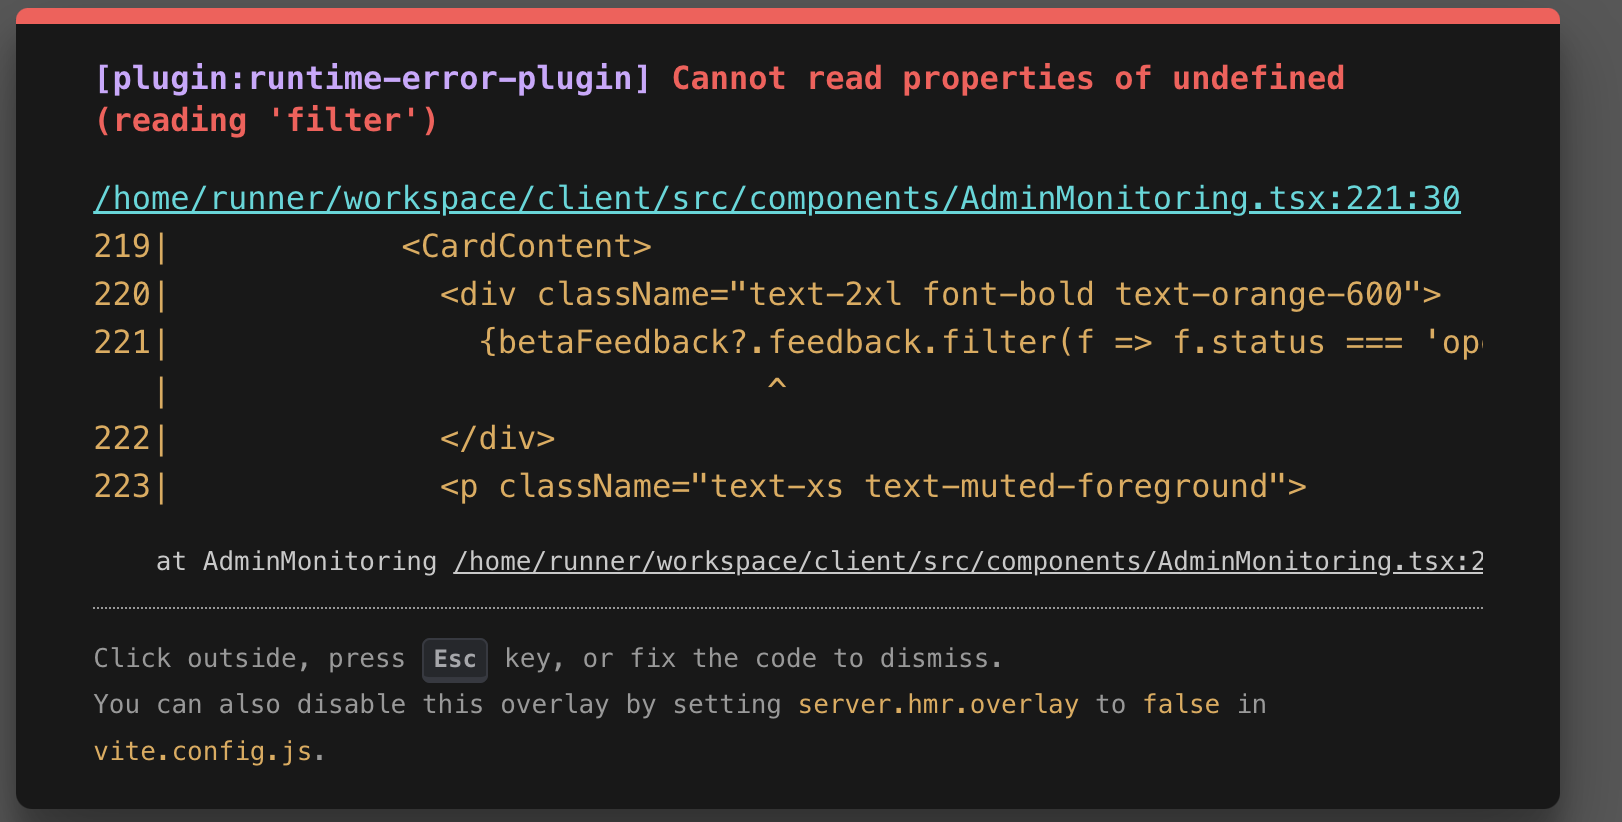 [plugin:runtime-error-plugin] Cannot read properties of undefined
(reading 'filter')
/home/runner/workspace/client/src/components/AdminMonitoring.tsx:221:30
219|            <CardContent>
220|              <div className="text-2xl font-bold text-orange-600">
221|                {betaFeedback?.feedback.filter(f => f.status === 'op
   |                               ^
222|              </div>
223|              <p className="text-xs text-muted-foreground">
at AdminMonitoring /home/runner/workspace/client/src/components/AdminMonitoring.tsx:2
Click outside, press Esc key, or fix the code to dismiss.
You can also disable this overlay by setting server.hmr.overlay to false in
vite.config.js.